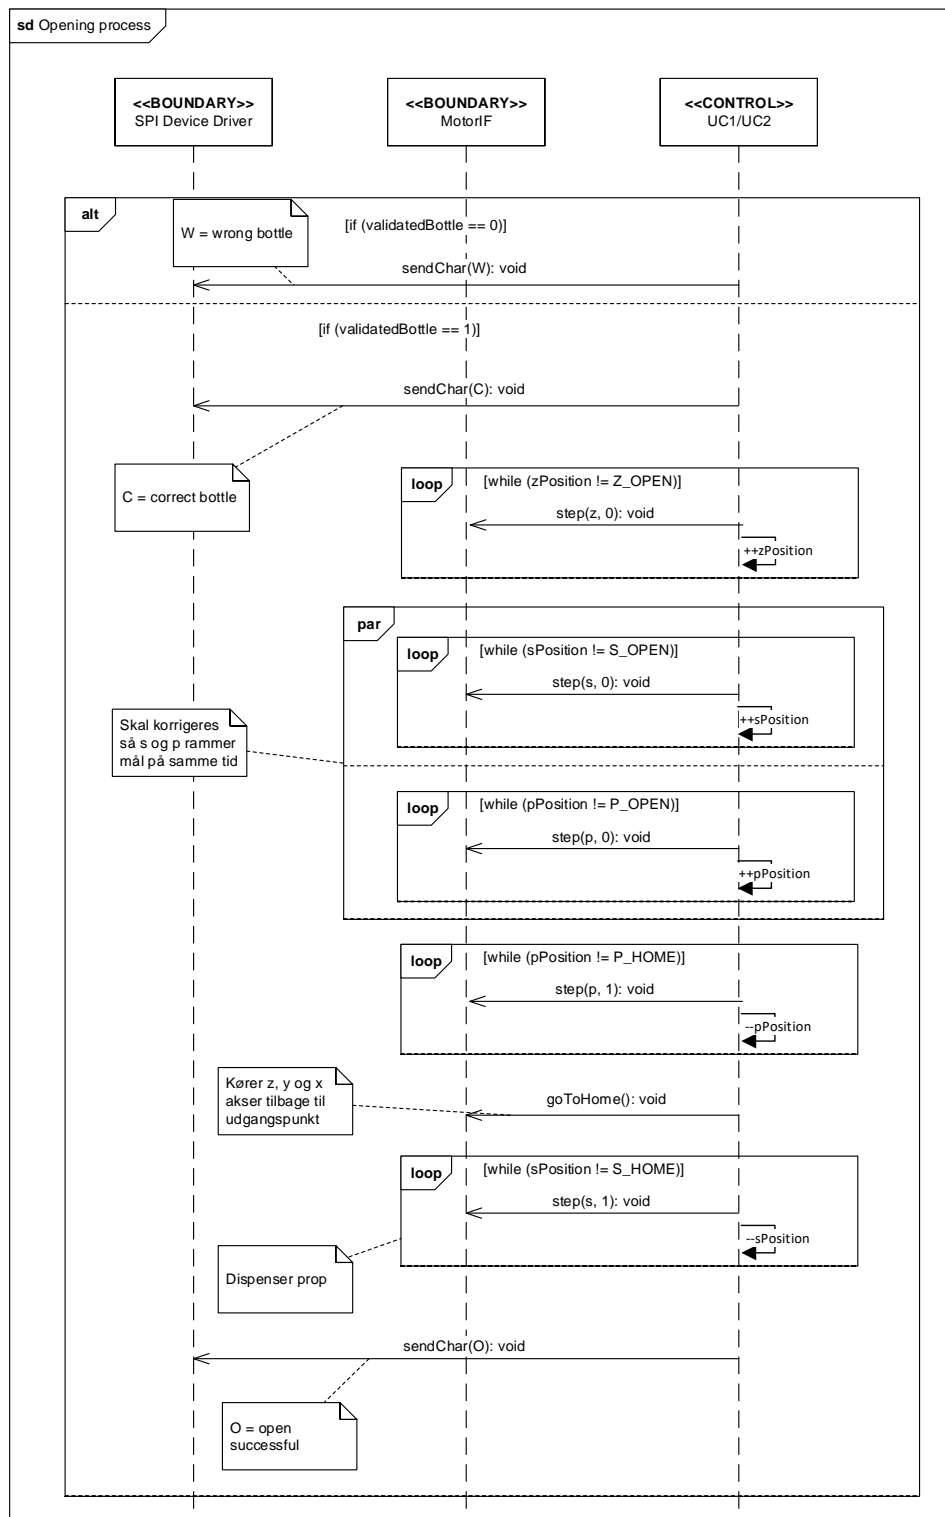 sd Opening process
<<BOUNDARY>>
SPI Device Driver
<<BOUNDARY>>
MotorIF
<<CONTROL>>
UC1/UC2
alt
W = wrong bottle
[if (validatedBottle == 0)]
sendChar(W): void
[if (validatedBottle == 1)]
sendChar(C): void
C = correct bottle
loop
[while (zPosition != Z_OPEN)]
step(z, 0): void
++zPosition
par
loop
[while (sPosition != S_OPEN)]
step(s, 0): void
++sPosition
Skal korrigeres
så s og p rammer
mål på samme tid
loop
[while (pPosition != P_OPEN)]
step(p, 0): void
++pPosition
loop
[while (pPosition != P_HOME)]
step(p, 1): void
--pPosition
Kører z, y og x
akser tilbage til
udgangspunkt
goToHome(): void
loop
[while (sPosition != S_HOME)]
step(s, 1): void
--sPosition
Dispenser prop
sendChar(O): void
O = open
successful